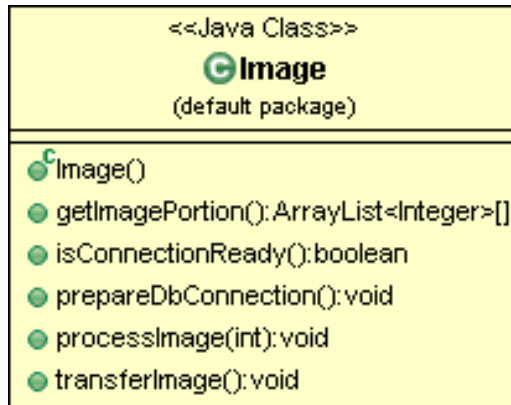 <<Java Class>>
C Image
(default package)
C Image()
getImagePortion():ArrayList<Integer>[]
isConnectionReady():boolean
prepareDbConnection():void
processImage(int):void
transferImage():void